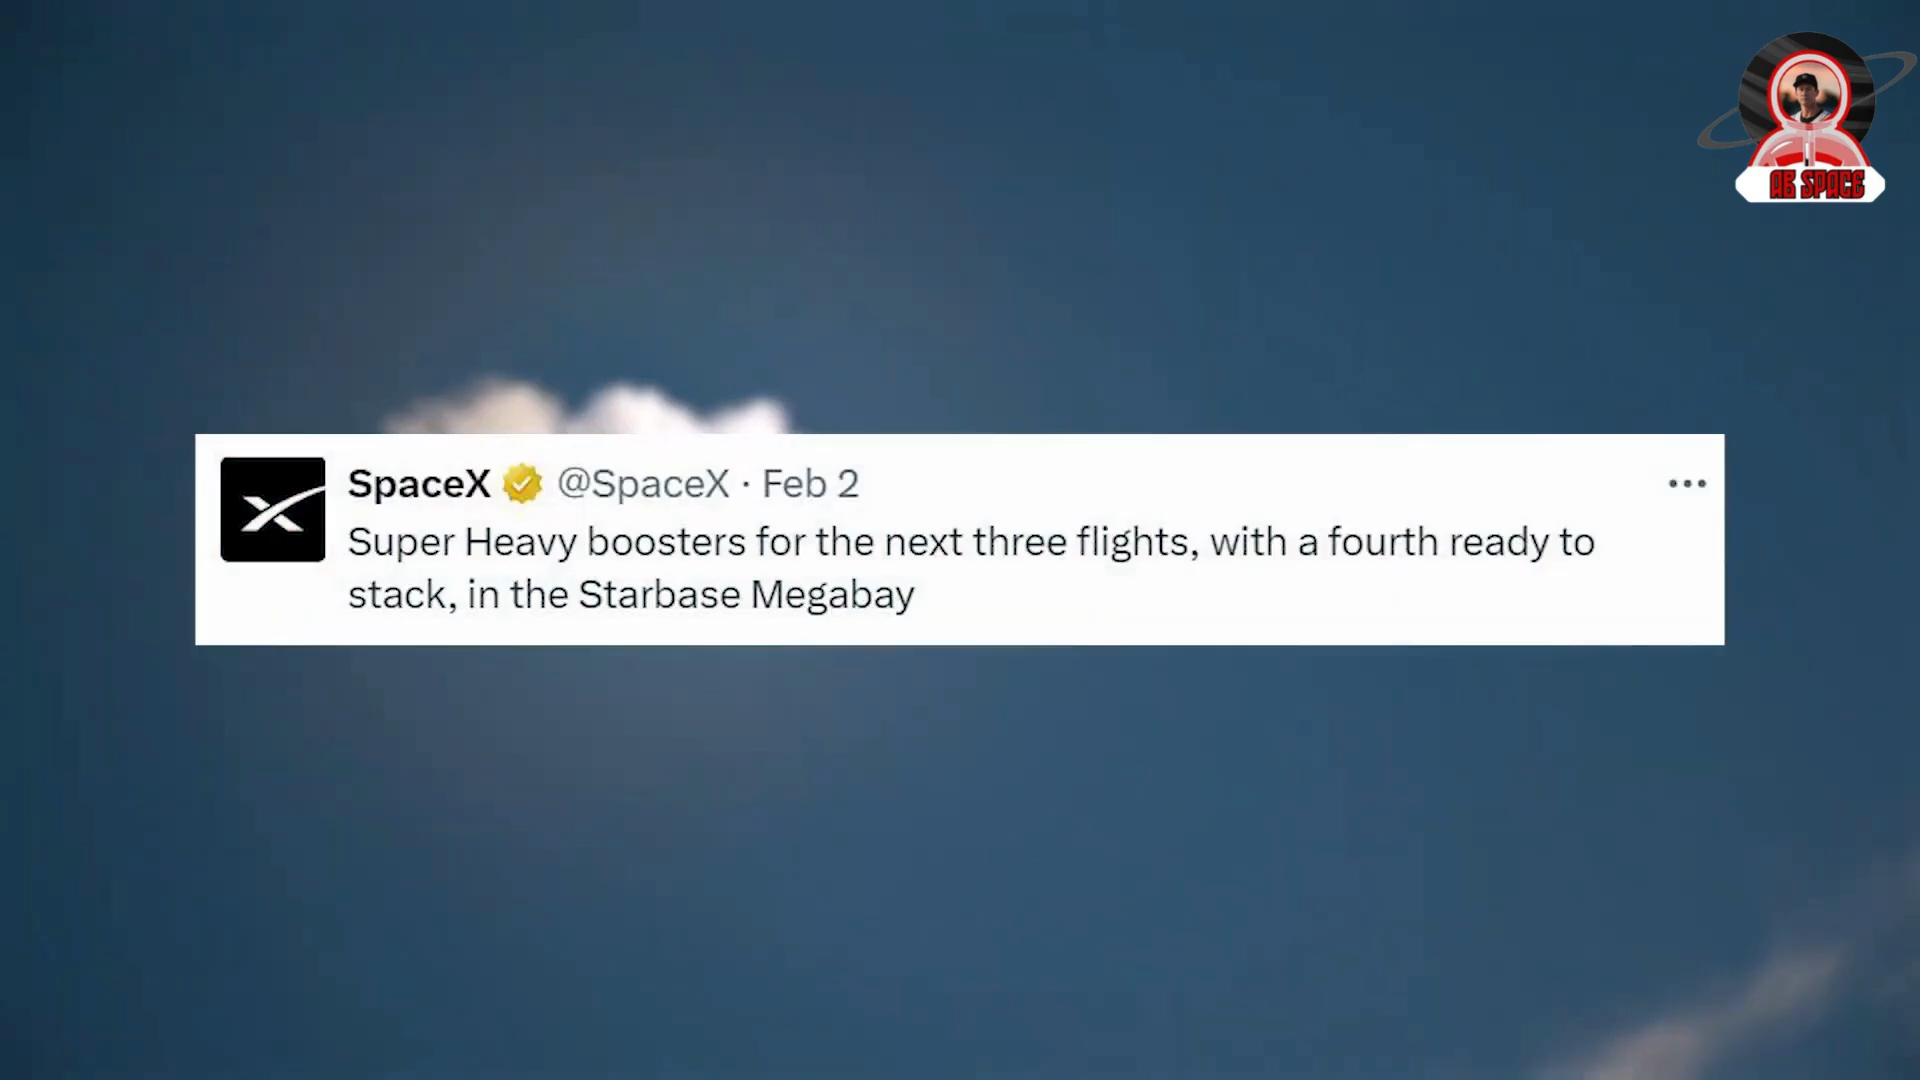 AB SPACE
SpaceX @SpaceX · Feb 2
Super Heavy boosters for the next three flights, with a fourth ready to
stack, in the Starbase Megabay